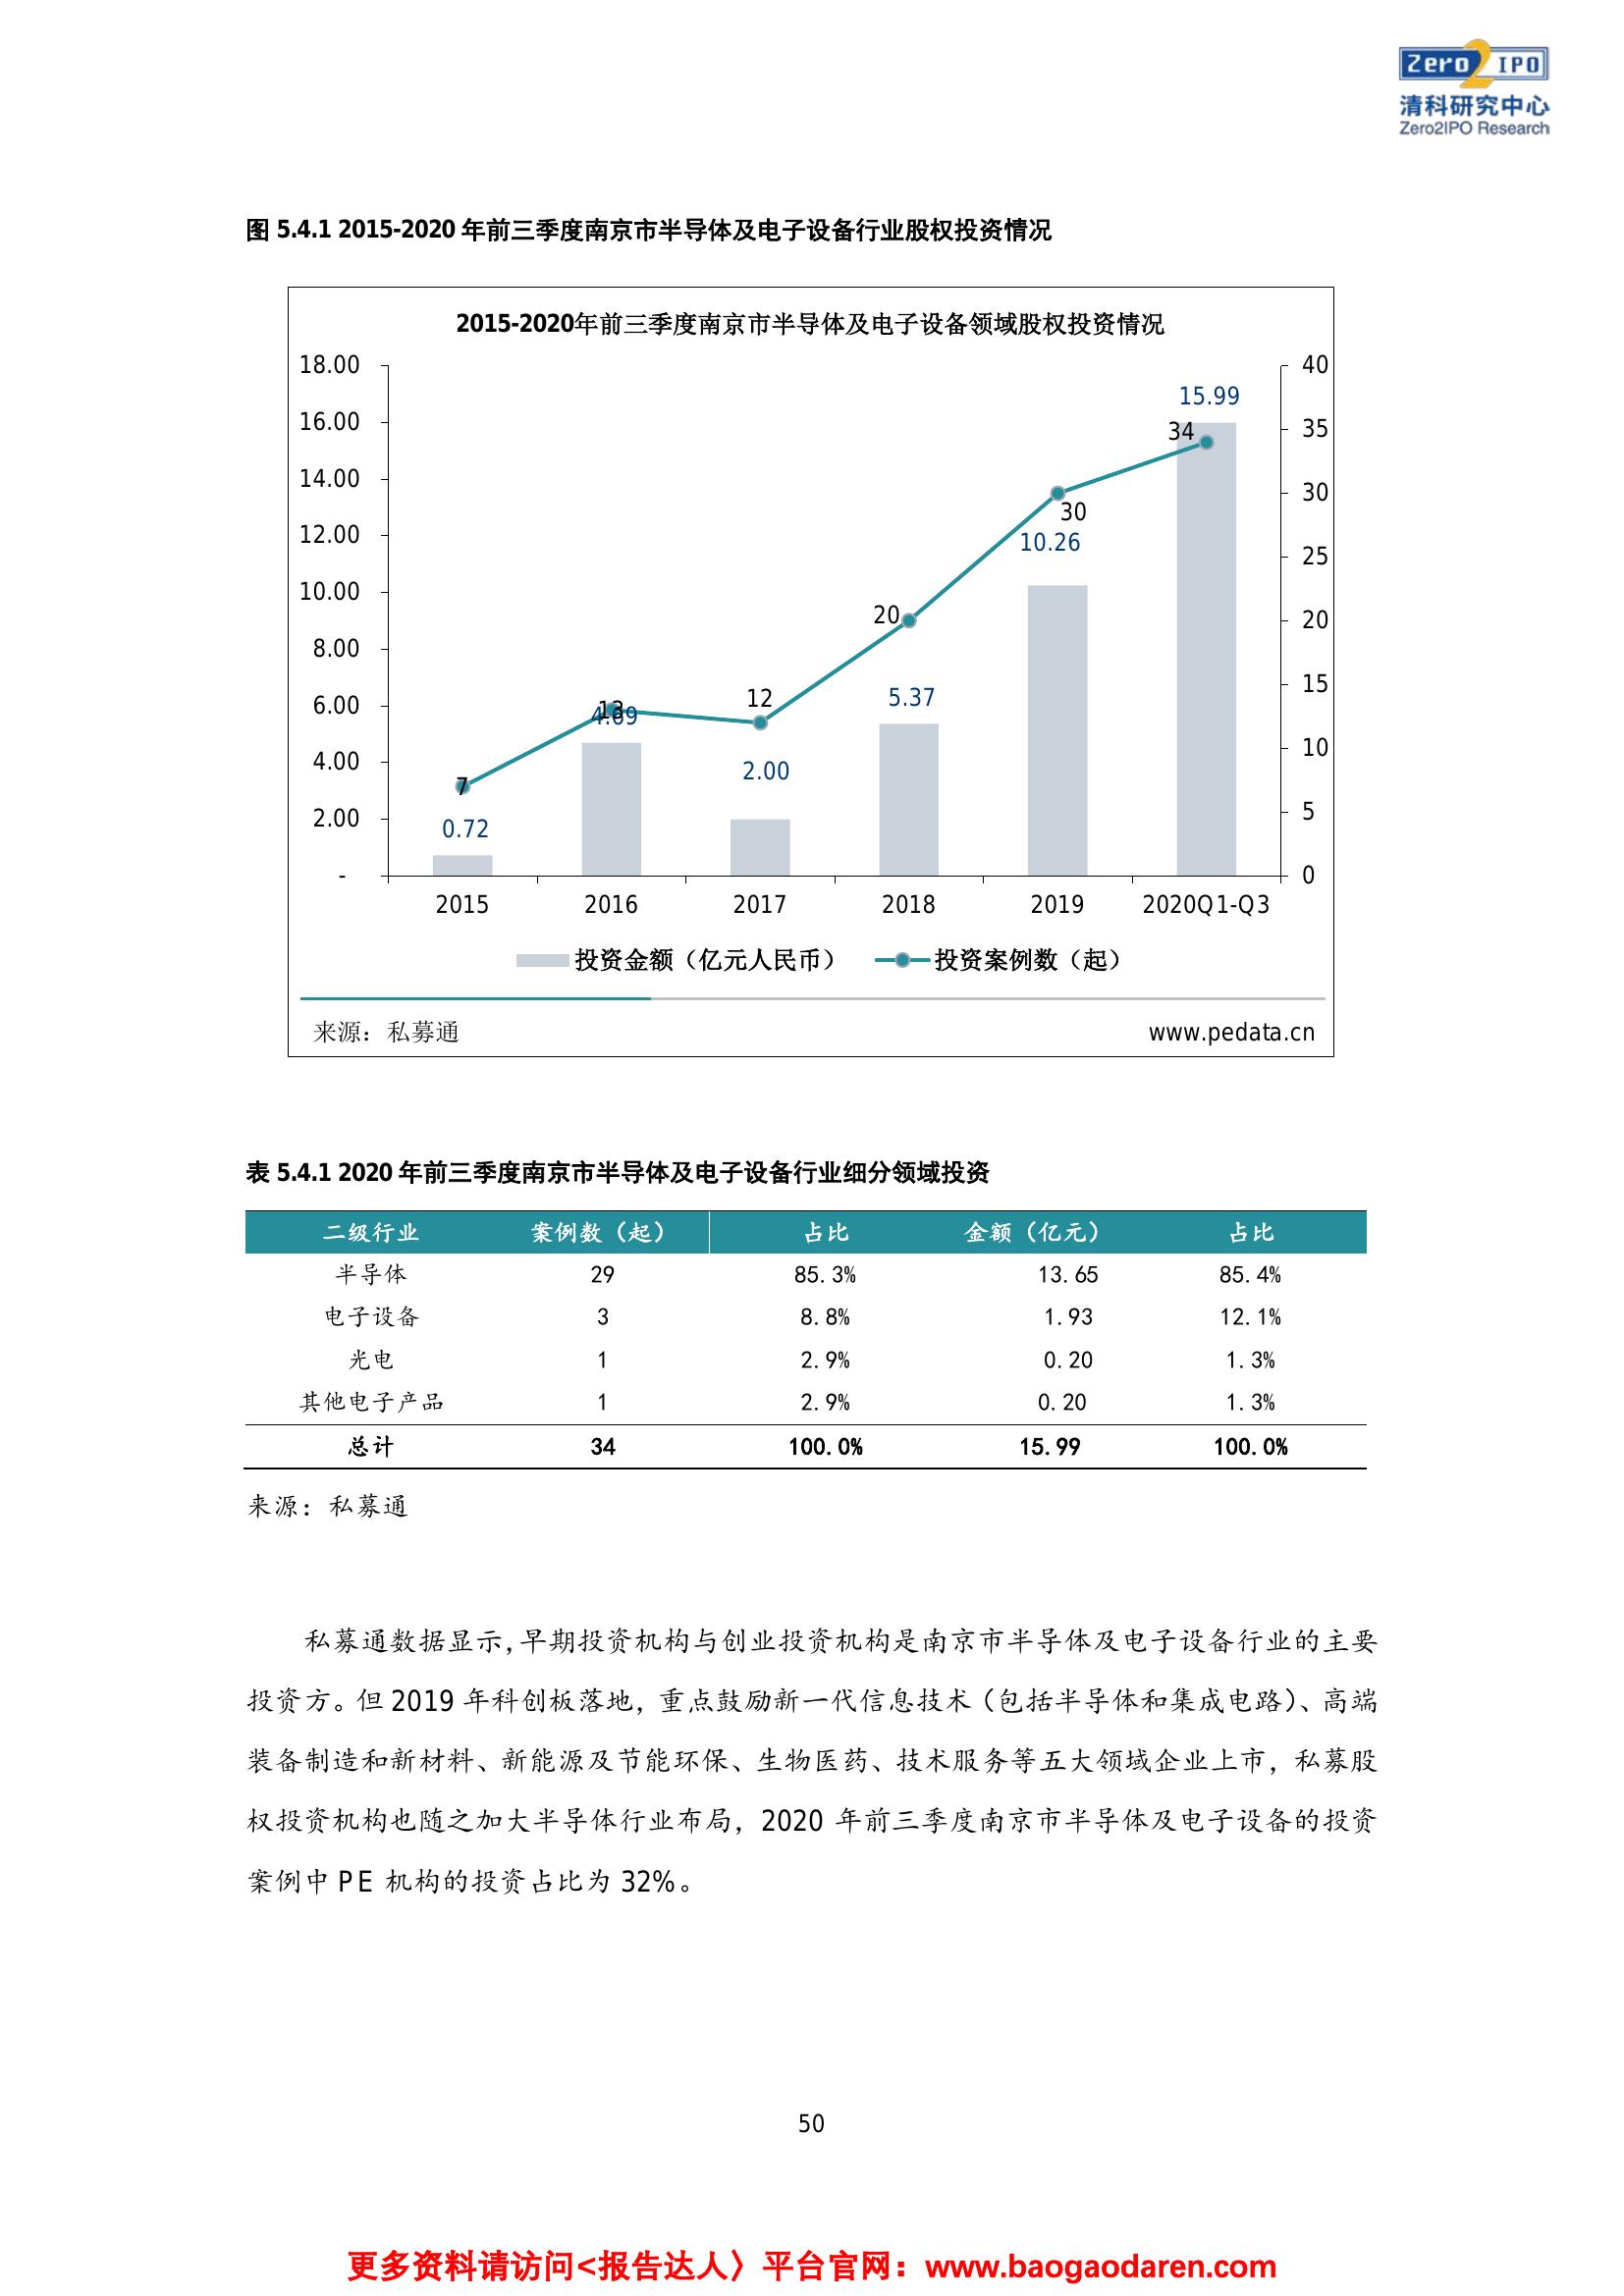 Zero2IPO
清科研究中心
Zero2IPO Research
图 5.4.1 2015-2020 年前三季度南京市半导体及电子设备行业股权投资情况
2015-2020年前三季度南京市半导体及电子设备领域股权投资情况
18.00 40
16.00 35
14.00 30
12.00 25
10.00 20
8.00 15
6.00 10
4.00 5
2.00 0
-
15.99
34
30
10.26
20
5.37
12
2.00
13
4.69
7
0.72
2015 2016 2017 2018 2019 2020Q1-Q3
投资金额（亿元人民币） 投资案例数（起）
来源：私募通 www.pedata.cn
表 5.4.1 2020 年前三季度南京市半导体及电子设备行业细分领域投资
二级行业 案例数（起） 占比 金额（亿元） 占比
半导体 29 85.3% 13.65 85.4%
电子设备 3 8.8% 1.93 12.1%
光电 1 2.9% 0.20 1.3%
其他电子产品 1 2.9% 0.20 1.3%
总计 34 100.0% 15.99 100.0%
来源：私募通
私募通数据显示，早期投资机构与创业投资机构是南京市半导体及电子设备行业的主要
投资方。但 2019 年科创板落地，重点鼓励新一代信息技术（包括半导体和集成电路）、高端
装备制造和新材料、新能源及节能环保、生物医药、技术服务等五大领域企业上市，私募股
权投资机构也随之加大半导体行业布局，2020 年前三季度南京市半导体及电子设备的投资
案例中 PE 机构的投资占比为 32%。
50
更多资料请访问<报告达人〉平台官网：www.baogaodaren.com